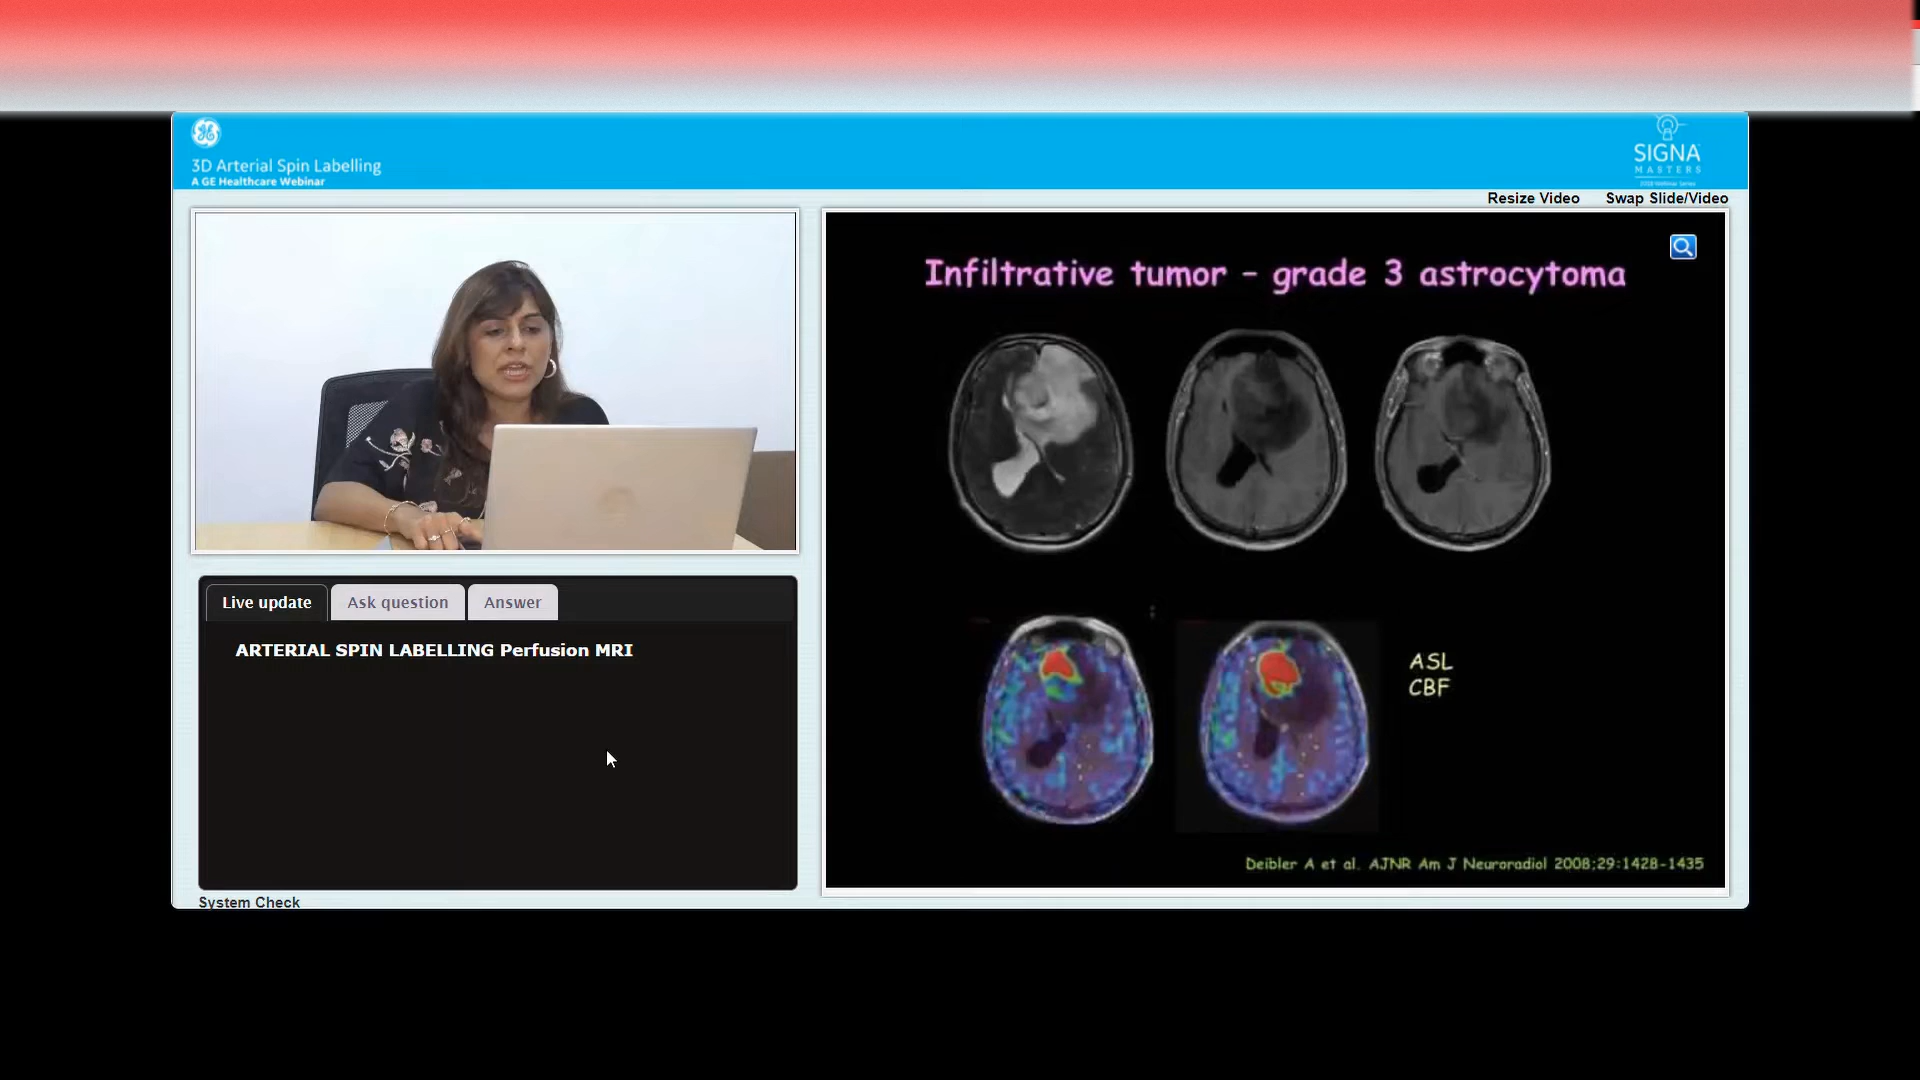 3D Arterial Spin Labelling
A GE Healthcare Webinar
SIGNA
MASTERS
Resize Video
Swap Slide/Video
Infiltrative tumor - grade 3 astrocytoma
ASL
CBF
Deibler A et al. AJNR Am J Neuroradiol 2008;29:1428-1435
Live update
Ask question
Answer
ARTERIAL SPIN LABELLING Perfusion MRI
System Check